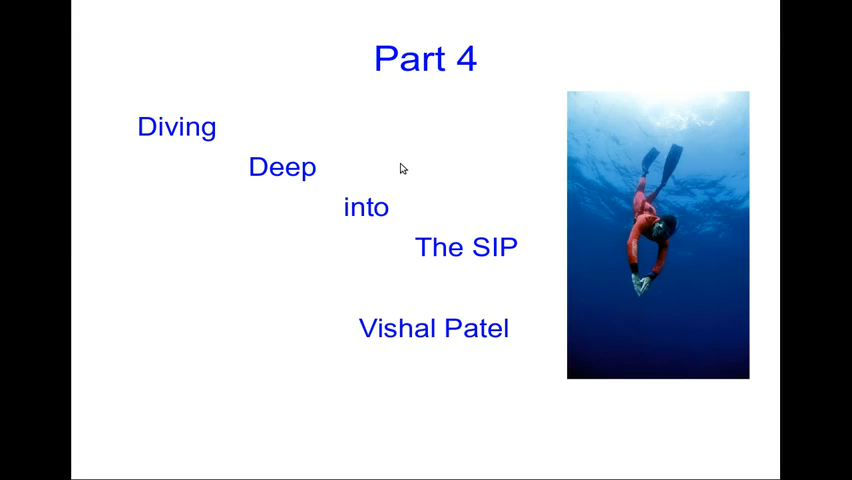 Part 4
Diving
Deep
into
The SIP
Vishal Patel